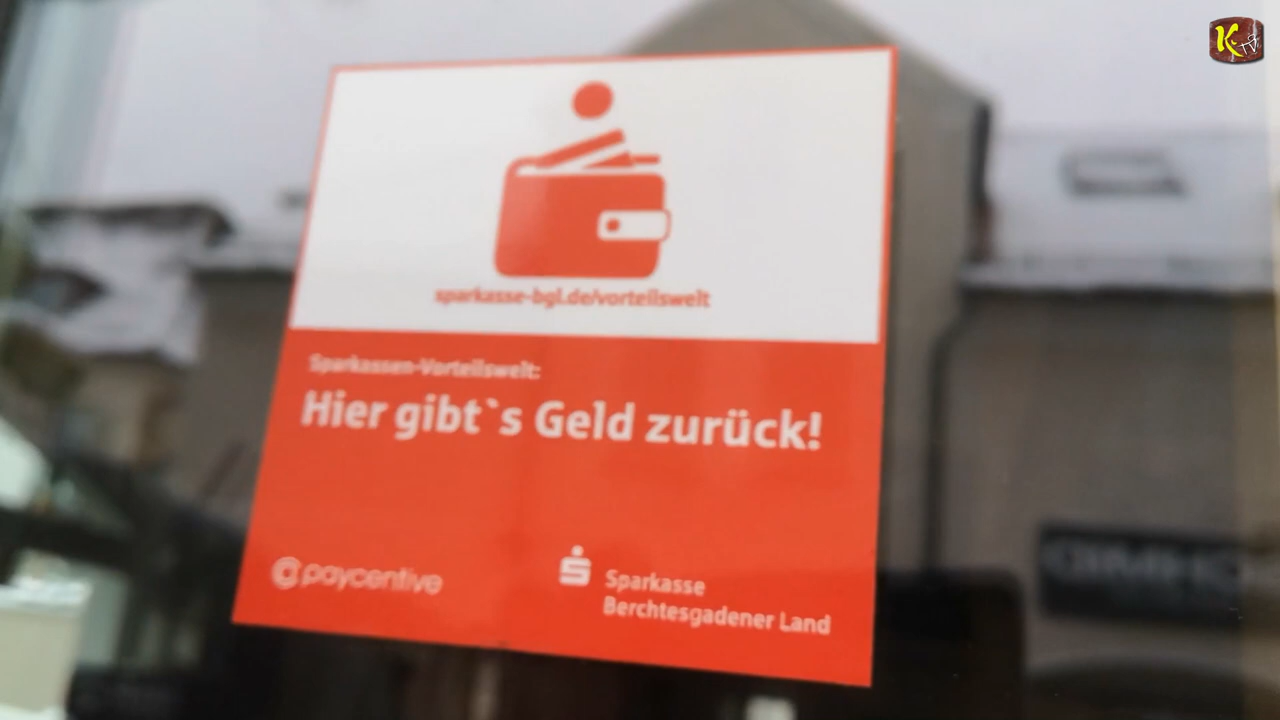 sparkasse-bgl.de/vorteilswelt
Sparkassen-Vorteilswelt:
Hier gibt`s Geld zurück!
paycentive
Sparkasse
Berchtesgadener Land